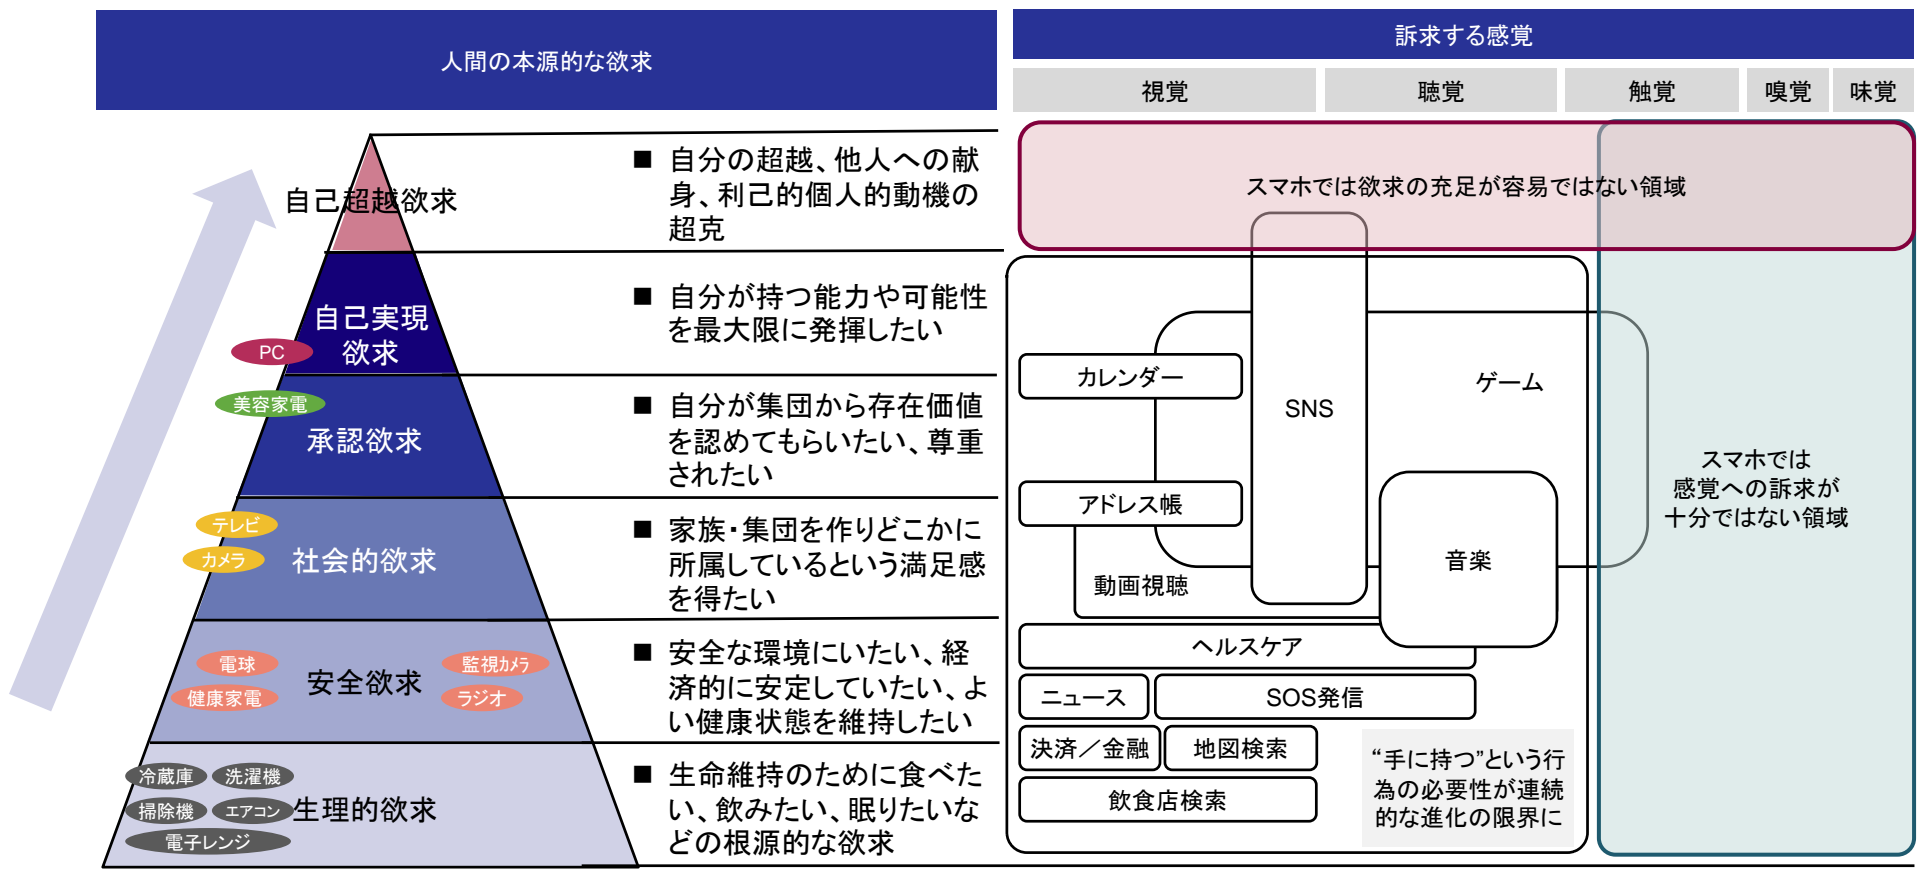 人間の本源的な欲求
訴求する感覚
視覚
聴覚
触覚
嗅覚
味覚
自己超越欲求
■ 自分の超越、他人への献
身、利己的個人的動機の
超克
スマホでは欲求の充足が容易ではない領域
自己実現
欲求
PC
■ 自分が持つ能力や可能性
を最大限に発揮したい
美容家電
承認欲求
■ 自分が集団から存在価値
を認めてもらいたい、尊重
されたい
テレビ
カメラ
社会的欲求
■ 家族・集団を作りどこかに
所属しているという満足感
を得たい
電球
監視カメラ
健康家電
ラジオ
安全欲求
■ 安全な環境にいたい、経
済的に安定していたい、よ
い健康状態を維持したい
冷蔵庫
洗濯機
掃除機
エアコン
電子レンジ
生理的欲求
■ 生命維持のために食べた
い、飲みたい、眠りたいな
どの根源的な欲求
カレンダー
SNS
ゲーム
アドレス帳
動画視聴
音楽
スマホでは
感覚への訴求が
十分ではない領域
ヘルスケア
ニュース
SOS発信
決済／金融
地図検索
飲食店検索
“手に持つ”という行
為の必要性が連続
的な進化の限界に